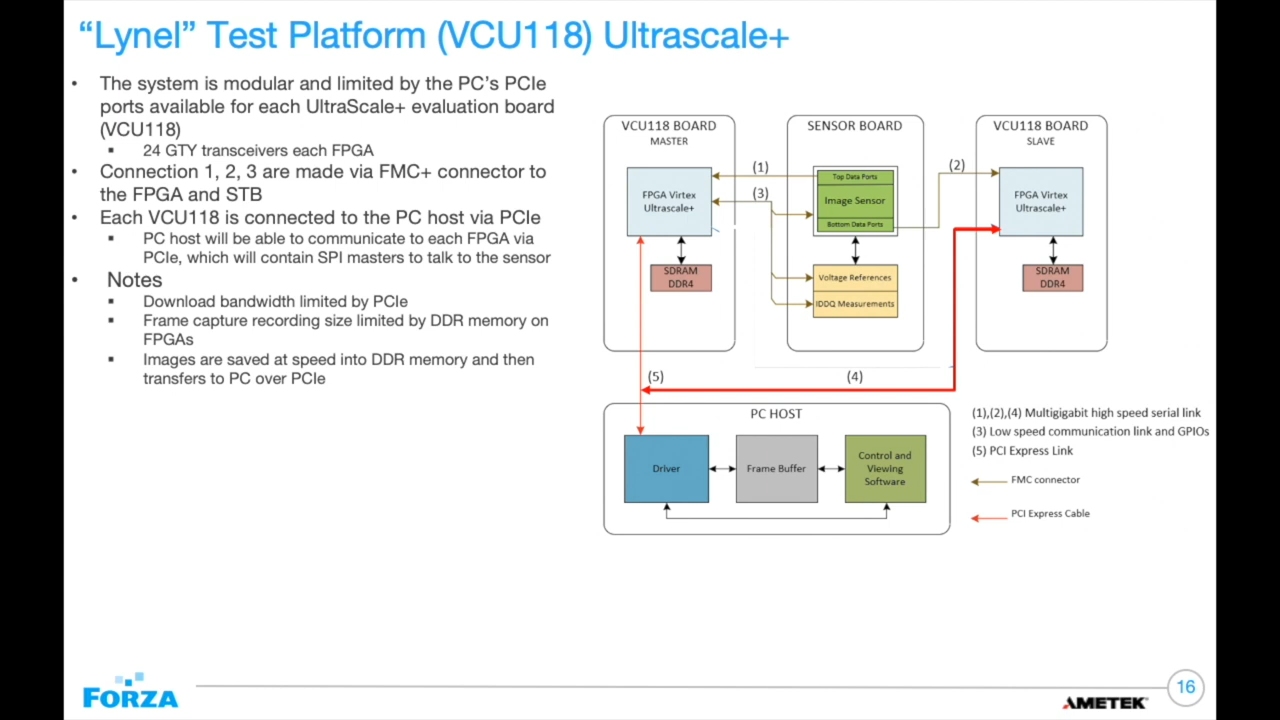 “Lynel” Test Platform (VCU118) Ultrascale+
• The system is modular and limited by the PC’s PCIe
ports available for each UltraScale+ evaluation board
(VCU118)
▪ 24 GTY transceivers each FPGA
• Connection 1, 2, 3 are made via FMC+ connector to
the FPGA and STB
• Each VCU118 is connected to the PC host via PCIe
▪ PC host will be able to communicate to each FPGA via
PCIe, which will contain SPI masters to talk to the sensor
• Notes
▪ Download bandwidth limited by PCIe
▪ Frame capture recording size limited by DDR memory on
FPGAs
▪ Images are saved at speed into DDR memory and then
transfers to PC over PCIe
VCU118 BOARD
MASTER
FPGA Virtex
Ultrascale+
SDRAM
DDR4
(1)
(3)
SENSOR BOARD
Top Data Ports
Image Sensor
Bottom Data Ports
Voltage References
IDDQ Measurements
(2)
VCU118 BOARD
SLAVE
FPGA Virtex
Ultrascale+
SDRAM
DDR4
(5)
(4)
PC HOST
Driver
Frame Buffer
Control and
Viewing
Software
(1),(2),(4) Multigigabit high speed serial link
(3) Low speed communication link and GPIOs
(5) PCI Express Link
FMC connector
PCI Express Cable
FORZA
AMETEK
16